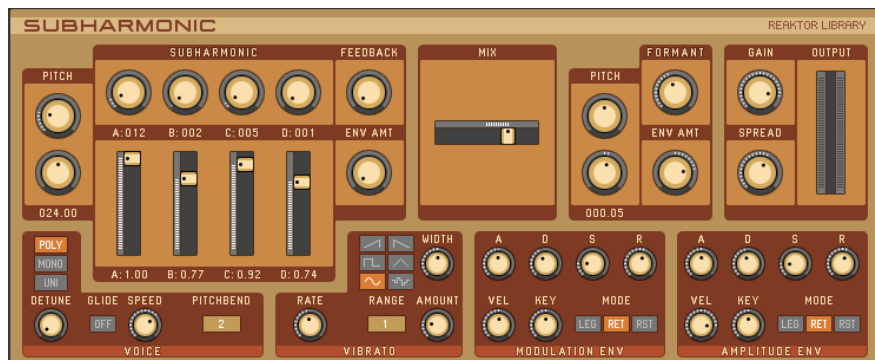 SUBHARMONIC
REAKTOR LIBRARY
SUBHARMONIC
FEEDBACK
MIX
FORMANT
GAIN
OUTPUT
PITCH
PITCH
A:012 B:002 C:005 D:001
ENV AMT
ENV AMT
SPREAD
024.00
000.05
POLY
MONO
UNI
A:1.00 B:0.77 C:0.92 D:0.74
WIDTH
A D S R
A D S R
DETUNE GLIDE SPEED PITCHBEND
RATE RANGE AMOUNT
VEL KEY MODE
VEL KEY MODE
OFF
2
1
LEG RET RST
LEG RET RST
VOICE
VIBRATO
MODULATION ENV
AMPLITUDE ENV